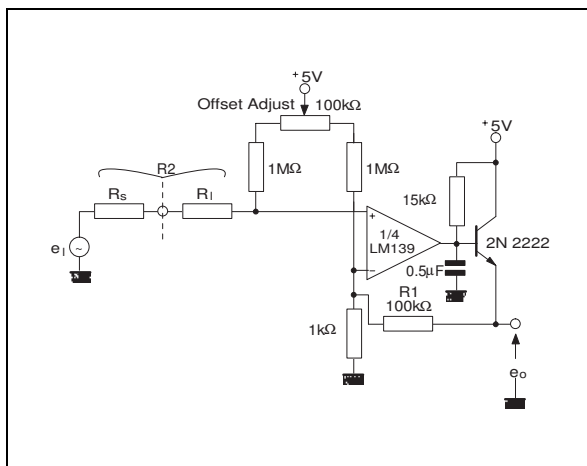 +5V
Offset Adjust 100kΩ
+5V
R2
1MΩ
1MΩ
Rs
Rl
15kΩ
+
1/4
LM139
2N 2222
el
−
0.5µF
R1
100kΩ
1kΩ
eo